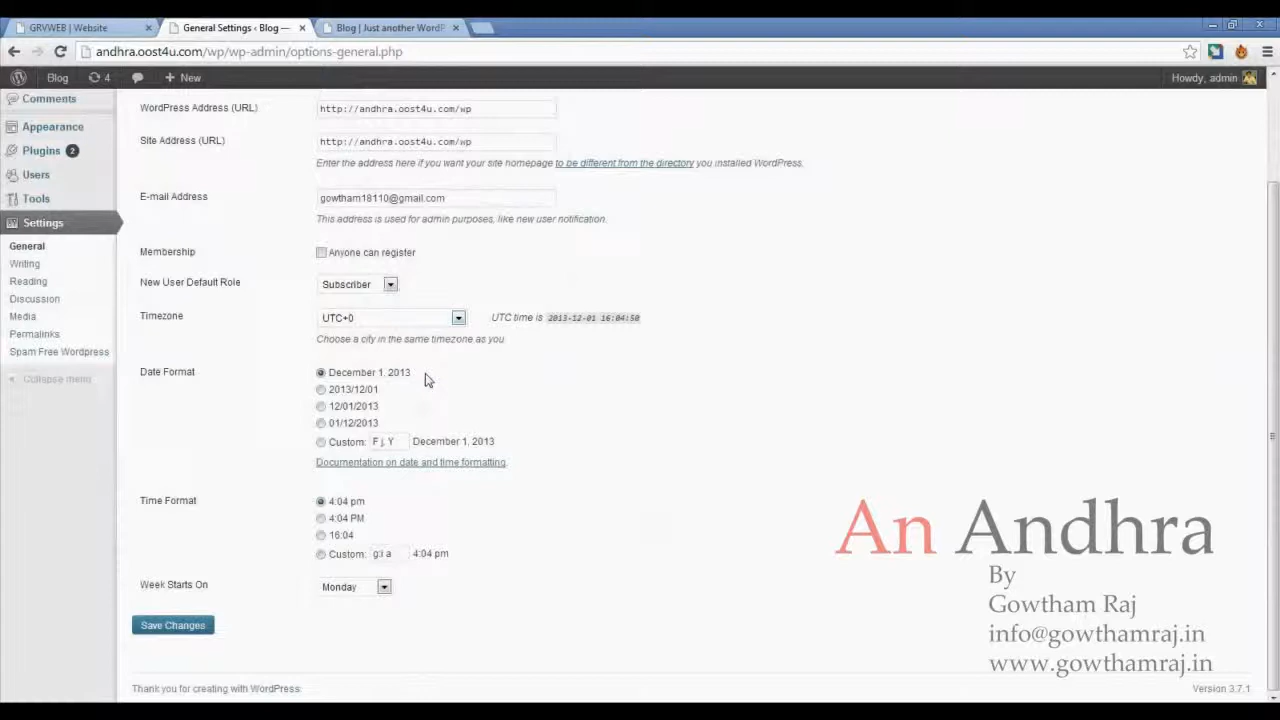 GRVWEB | Website
General Settings ‹ Blog —
Blog | Just another WordPr
andhra.oost4u.com/wp/wp-admin/options-general.php
Blog 4 New Howdy, admin
Comments
Appearance
Plugins 2
Users
Tools
Settings
General
Writing
Reading
Discussion
Media
Permalinks
Spam Free Wordpress
Collapse menu
WordPress Address (URL) http://andhra.oost4u.com/wp
Site Address (URL) http://andhra.oost4u.com/wp
Enter the address here if you want your site homepage to be different from the directory you installed WordPress.
E-mail Address gowtham18110@gmail.com
This address is used for admin purposes, like new user notification.
Membership Anyone can register
New User Default Role Subscriber
Timezone UTC+0 UTC time is 2013-12-01 16:04:50
Choose a city in the same timezone as you
Date Format December 1, 2013
2013/12/01
12/01/2013
01/12/2013
Custom: F j, Y December 1, 2013
Documentation on date and time formatting.
Time Format 4:04 pm
4:04 PM
16:04
Custom: g:i a 4:04 pm
Week Starts On Monday
Save Changes
Thank you for creating with WordPress.
Version 3.7.1
An Andhra
By
Gowtham Raj
info@gowthamraj.in
www.gowthamraj.in